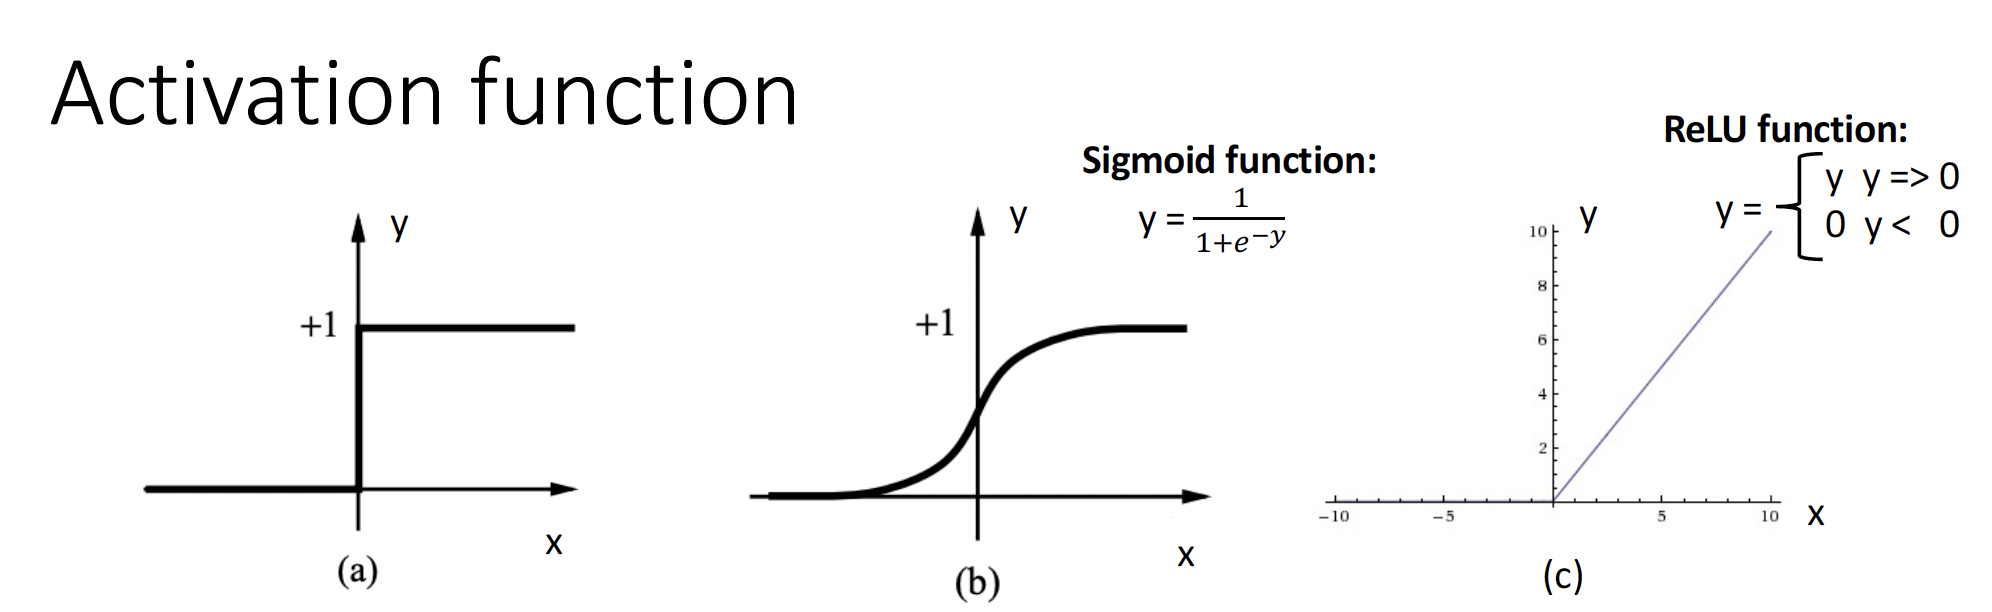 Activation function
Sigmoid function:
y = 1/(1+e^−y)
ReLU function:
y = { y y => 0
0 y < 0
y
+1
x
(a)
y
+1
x
(b)
y
10
8
6
4
2
−10 −5 5 10 x
(c)